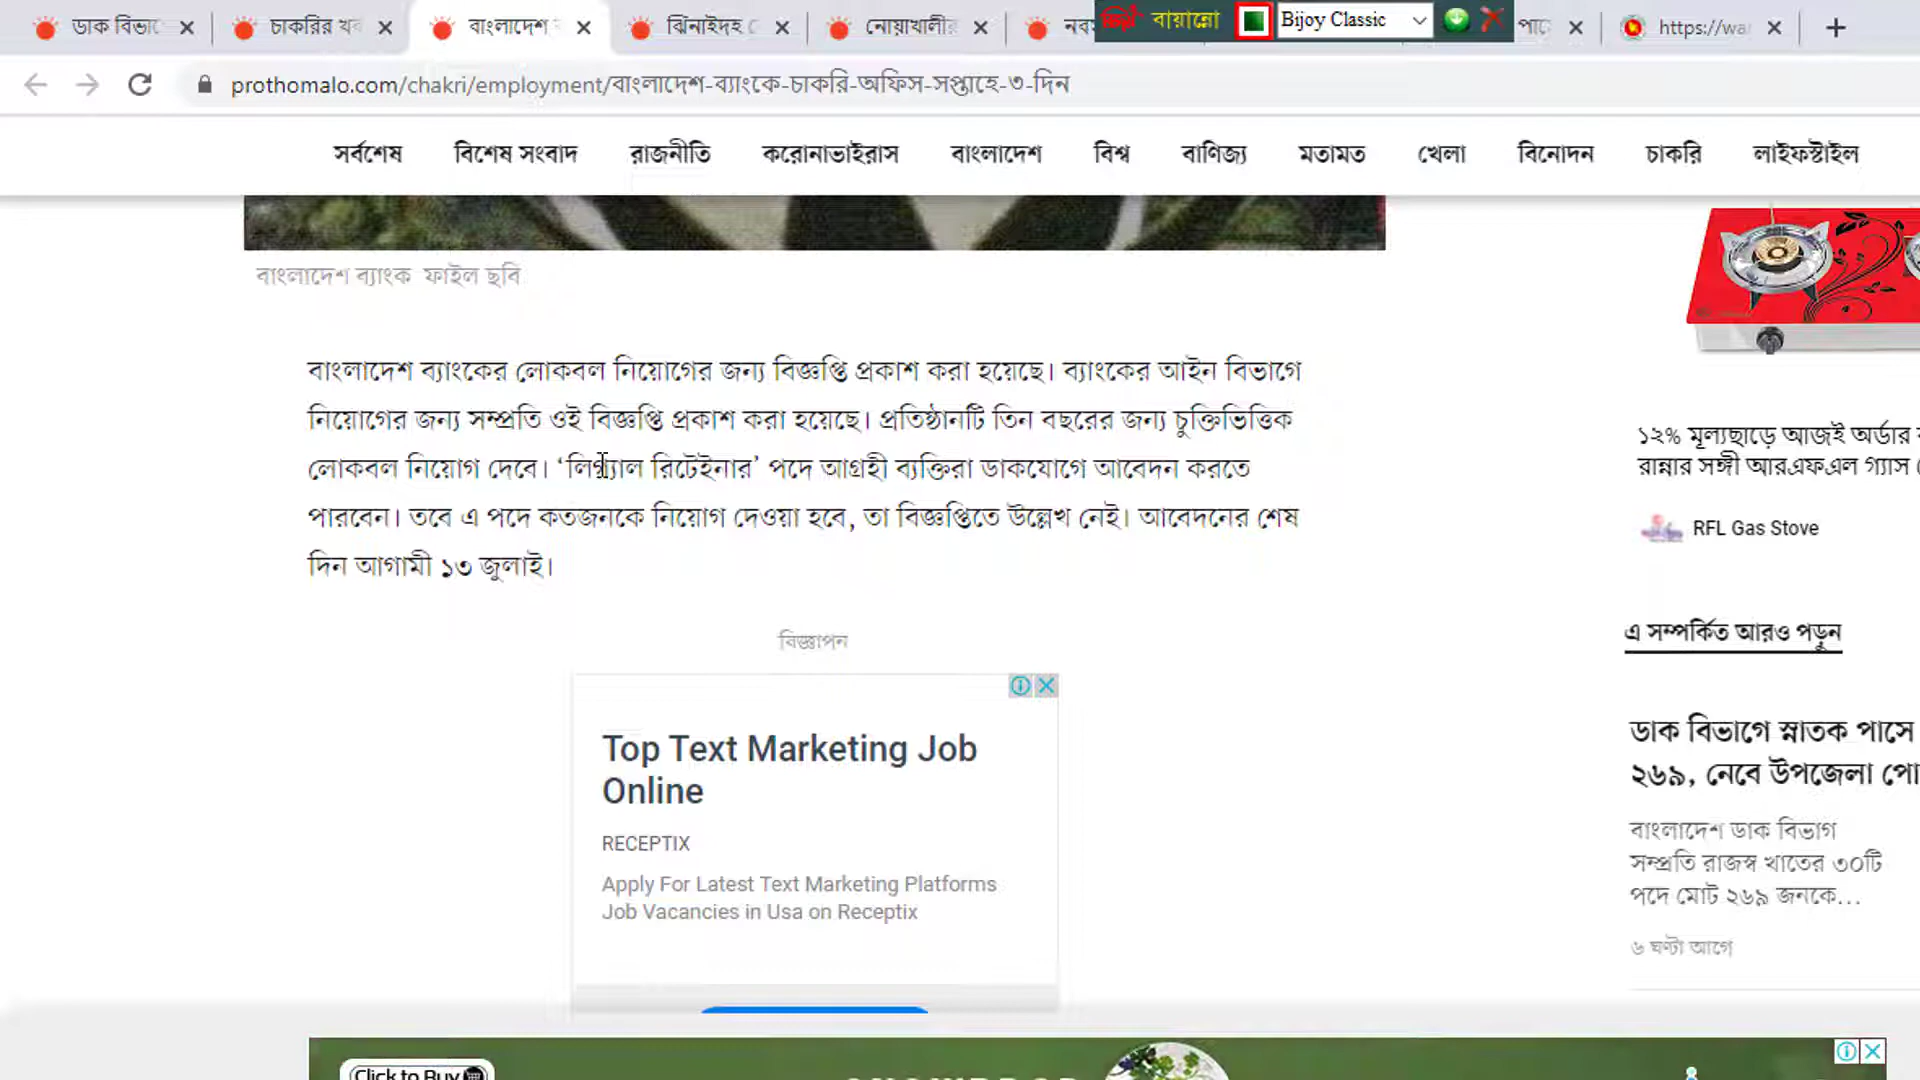 ডাক বিভা
চাকরির খব
বাংলাদেশ
ঝিনাইদহ
নোয়াখালীর
নব
বায়ান্নো
Bijoy Classic
পা
https://wa
prothomalo.com/chakri/employment/বাংলাদেশ-ব্যাংকে-চাকরি-অফিস-সপ্তাহে-৩-দিন
সর্বশেষ বিশেষ সংবাদ রাজনীতি করোনাভাইরাস বাংলাদেশ বিশ্ব বাণিজ্য মতামত খেলা বিনোদন চাকরি লাইফস্টাইল
বাংলাদেশ ব্যাংক ফাইল ছবি
বাংলাদেশ ব্যাংকের লোকবল নিয়োগের জন্য বিজ্ঞপ্তি প্রকাশ করা হয়েছে। ব্যাংকের আইন বিভাগে
নিয়োগের জন্য সম্প্রতি ওই বিজ্ঞপ্তি প্রকাশ করা হয়েছে। প্রতিষ্ঠানটি তিন বছরের জন্য চুক্তিভিত্তিক
লোকবল নিয়োগ দেবে। ‘লিগ্যাল রিটেইনার’ পদে আগ্রহী ব্যক্তিরা ডাকযোগে আবেদন করতে
পারবেন। তবে এ পদে কতজনকে নিয়োগ দেওয়া হবে, তা বিজ্ঞপ্তিতে উল্লেখ নেই। আবেদনের শেষ
দিন আগামী ১৩ জুলাই।
বিজ্ঞাপন
Top Text Marketing Job
Online
RECEPTIX
Apply For Latest Text Marketing Platforms
Job Vacancies in Usa on Receptix
১২% মূল্যছাড়ে আজই অর্ডার
রান্নার সঙ্গী আরএফএল গ্যাস
RFL Gas Stove
এ সম্পর্কিত আরও পড়ুন
ডাক বিভাগে স্নাতক পাসে
২৬৯, নেবে উপজেলা পো
বাংলাদেশ ডাক বিভাগ
সম্প্রতি রাজস্ব খাতের ৩০টি
পদে মোট ২৬৯ জনকে...
৬ ঘণ্টা আগে
Click to Buy